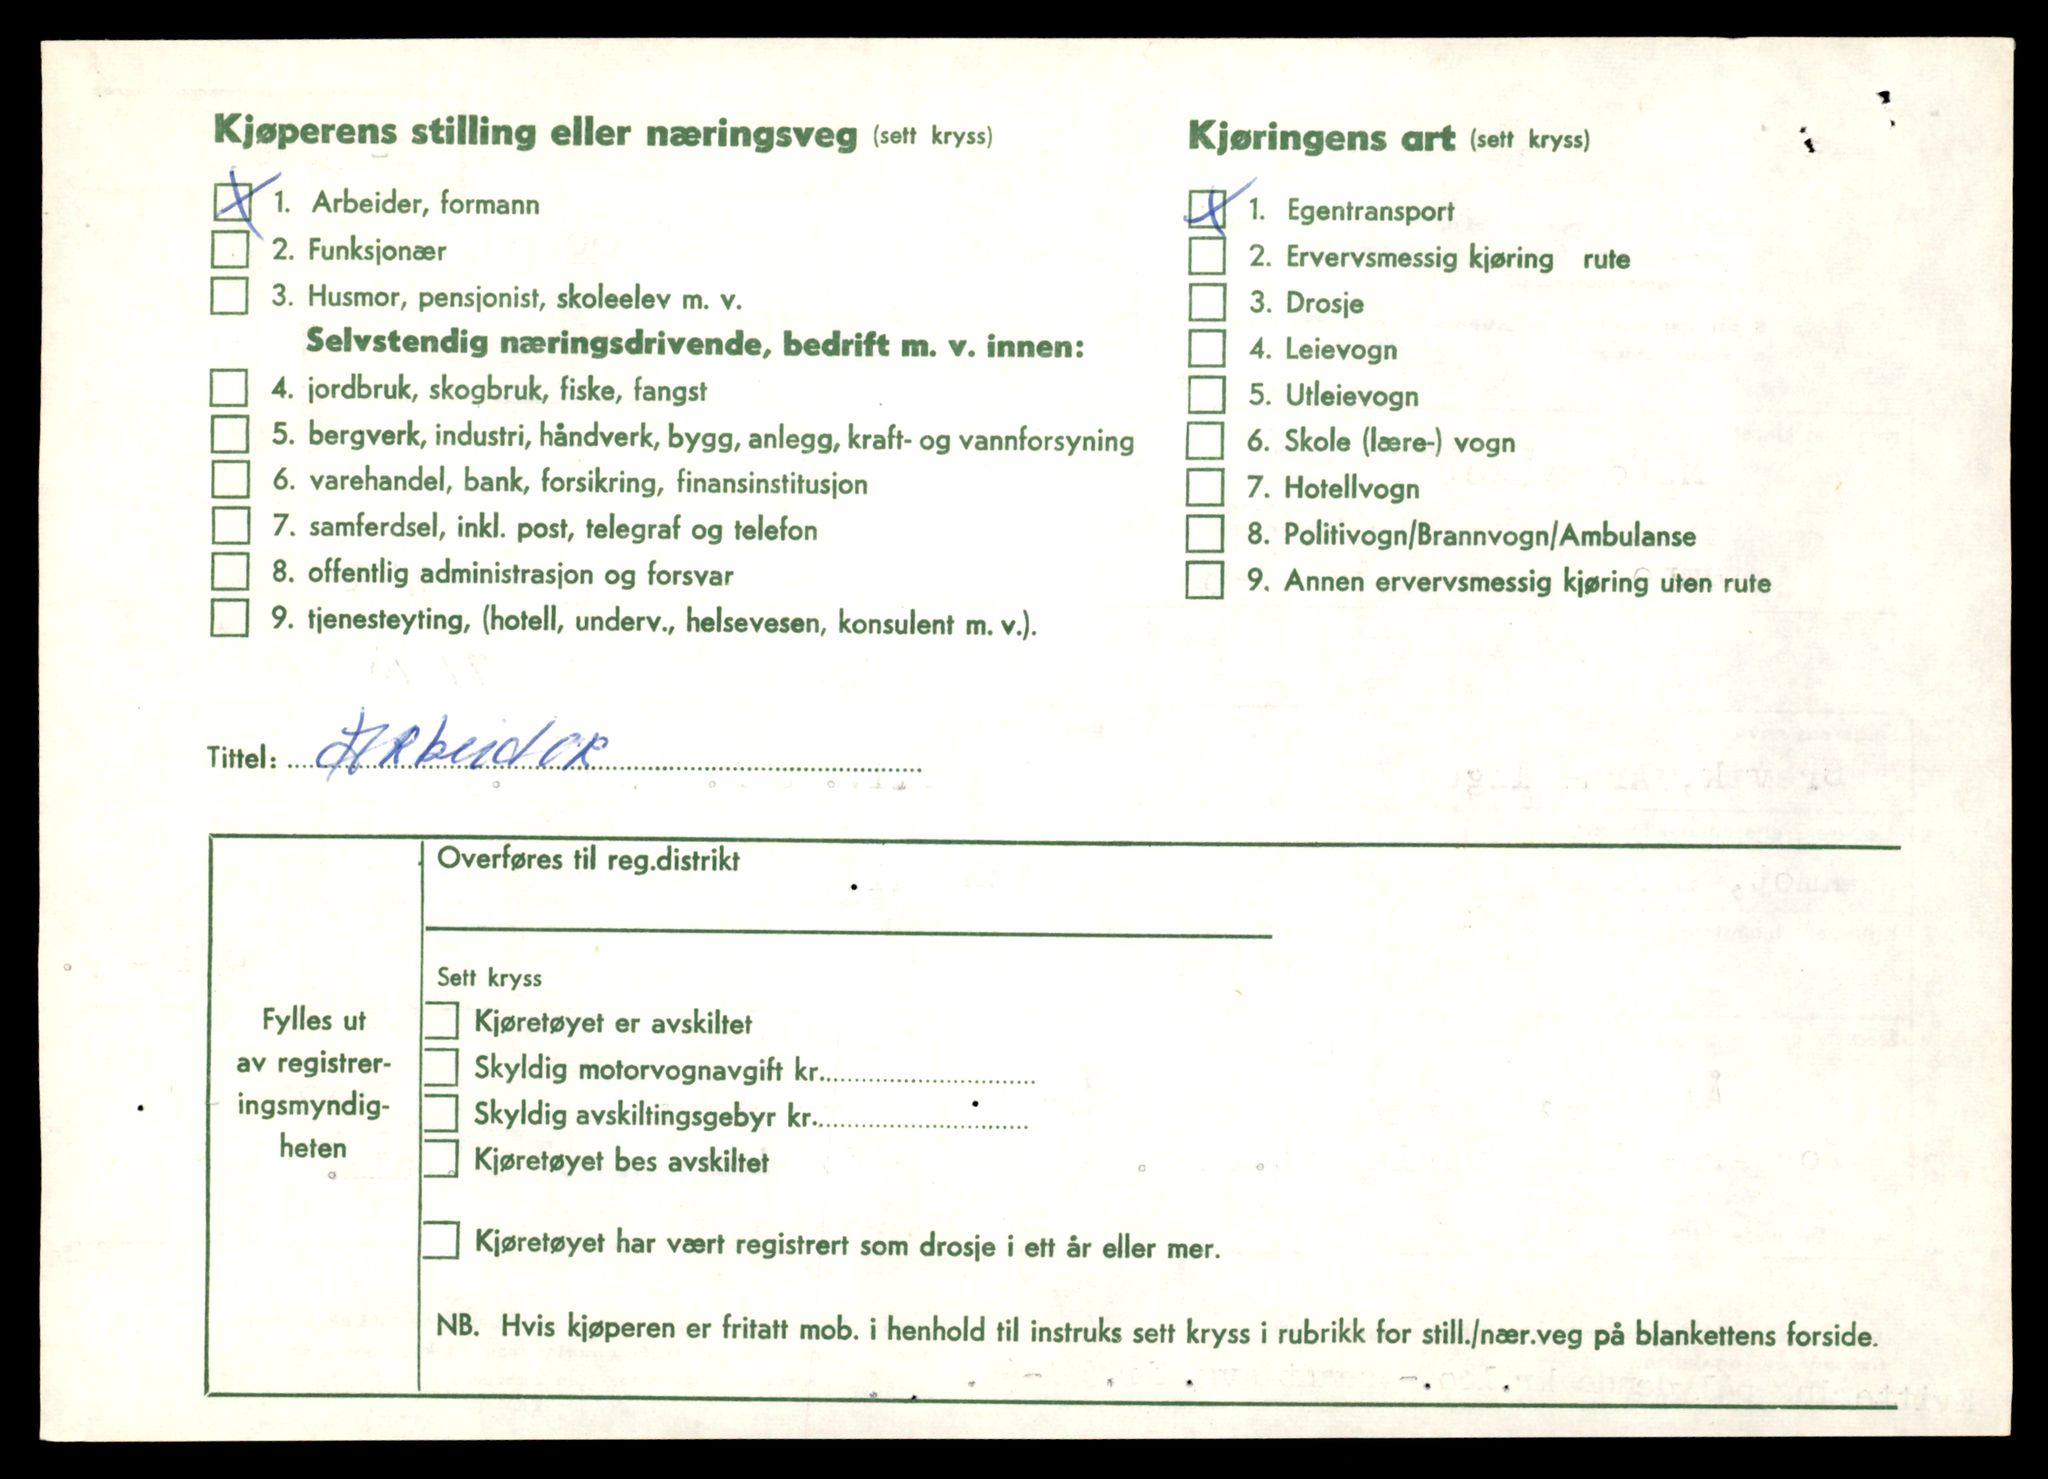 Kjøperens stilling eller næringsveg (sett kryss)
1. Arbeider, formann
2. Funksjonær
3. Husmor, pensjonist, skoleelev m. v.
Selvstendig næringsdrivende, bedrift m. v. innen:
4. jordbruk, skogbruk, fiske, fangst
5. bergverk, industri, håndverk, bygg, anlegg, kraft- og vannforsyning
6. varehandel, bank, forsikring, finansinstitusjon
7. samferdsel, inkl. post, telegraf og telefon
8. offentlig administrasjon og forsvar
9. tjenesteyting, (hotell, underv., helsevesen, konsulent m. v.).
Kjøringens art (sett kryss)
1. Egentransport
2. Ervervsmessig kjøring rute
3. Drosje
4. Leievogn
5. Utleievogn
6. Skole (lære-) vogn
7. Hotellvogn
8. Politivogn/Brannvogn/Ambulanse
9. Annen ervervsmessig kjøring uten rute
Tittel: Arbeider
Fylles ut
av registrer-
ingsmyndig-
heten
Overføres til reg.distrikt
Sett kryss
Kjøretøyet er avskiltet
Skyldig motorvognavgift kr.
Skyldig avskiltingsgebyr kr.
Kjøretøyet bes avskiltet
Kjøretøyet har vært registrert som drosje i ett år eller mer.
NB. Hvis kjøperen er fritatt mob. i henhold til instruks sett kryss i rubrikk for still./nær.veg på blankettens forside.